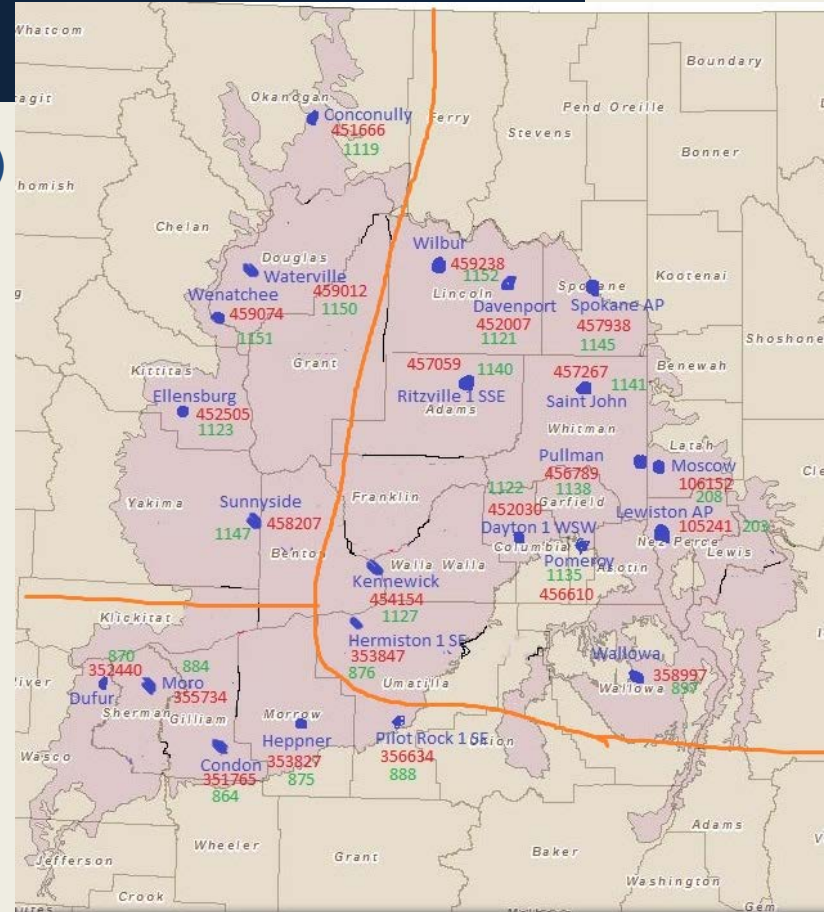 Whatcom
Okanogan
Ferry
Boundary
Pend Oreille
Stevens
Bonner
Conconully
451666
1119
Chelan
Douglas
Waterville
459012
1150
Wenatchee
459074
1151
Wilbur
459238
1152
Lincoln
Davenport
452007
1121
Spokane
Spokane AP
457938
1145
Kootenai
Shoshone
Kittitas
Grant
457059
1140
Ritzville 1 SSE
Adams
457267
1141
Saint John
Benewah
Whitman
Ellensburg
452505
1123
Latah
Pullman
456789
1138
Moscow
106152
208
Yakima
Sunnyside
458207
1147
Benton
Franklin
1122
452030
Dayton 1 WSW
Columbia
Garfield
Lewiston AP
105241
203
Nez Perce
Lewis
Pomeroy
1135
456610
Asotin
Walla Walla
Kennewick
454154
1127
Klickitat
Hermiston 1 SE
353847
876
Umatilla
870
352440
Dufur
884
Moro
355734
Sherman
Gilliam
Morrow
Heppner
353827
875
Pilot Rock 1 SE
356634
888
Union
Wallowa
358997
897
Wallowa
Wasco
Condon
351765
864
Wheeler
Grant
Baker
Adams
Washington
Jefferson
Crook
Gem